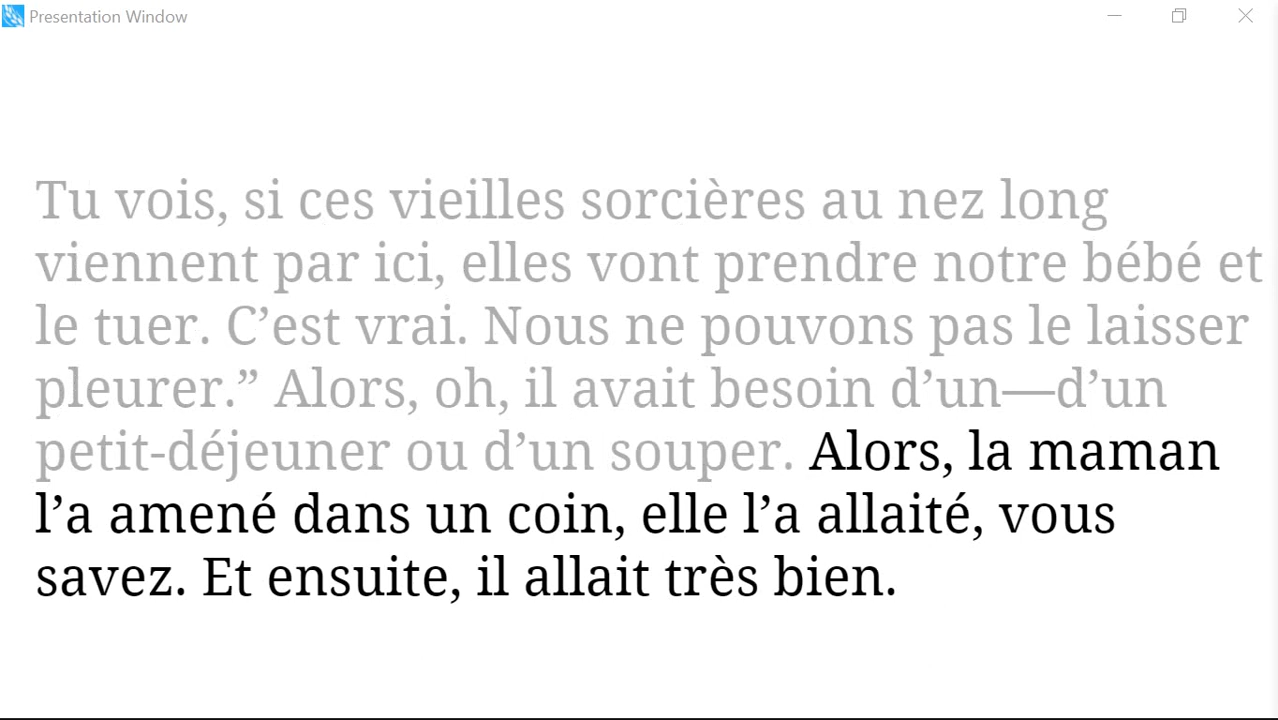 Presentation Window
Tu vois, si ces vieilles sorcières au nez long
viennent par ici, elles vont prendre notre bébé et
le tuer. C’est vrai. Nous ne pouvons pas le laisser
pleurer.” Alors, oh, il avait besoin d’un—d’un
petit-déjeuner ou d’un souper. Alors, la maman
l’a amené dans un coin, elle l’a allaité, vous
savez. Et ensuite, il allait très bien.